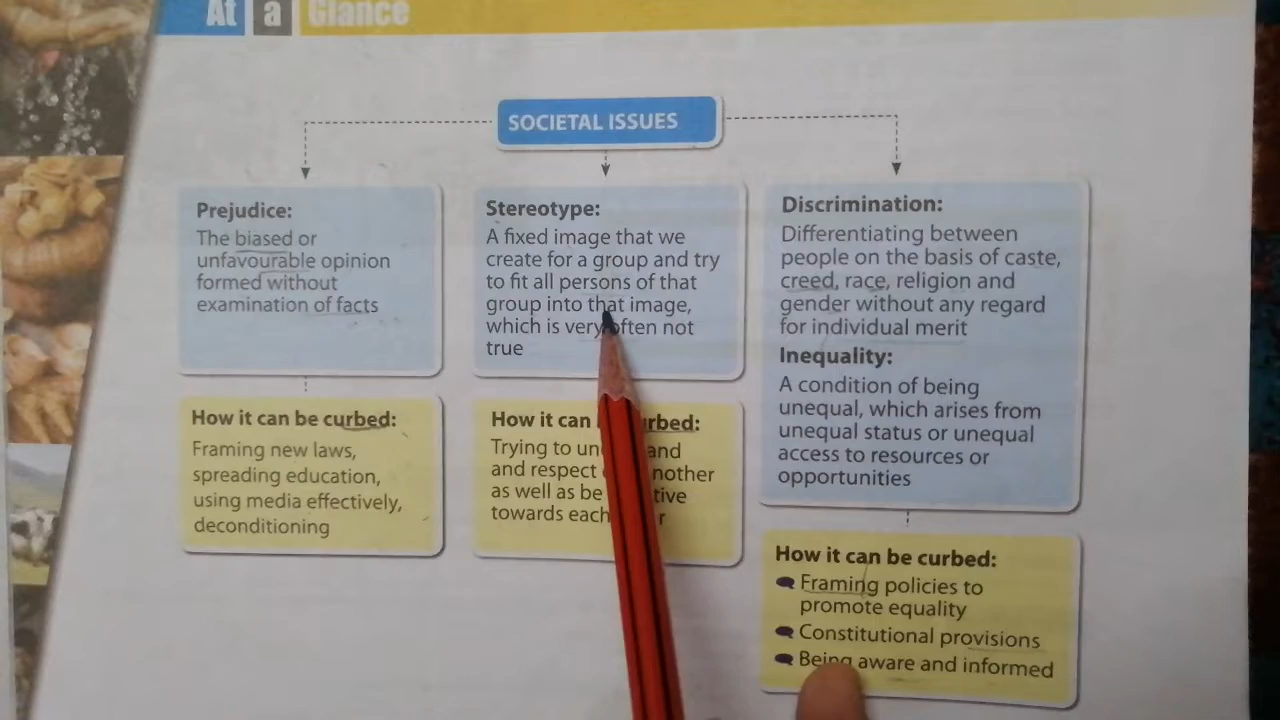 At a Glance
SOCIETAL ISSUES
Prejudice:
The biased or
unfavourable opinion
formed without
examination of facts
How it can be curbed:
Framing new laws,
spreading education,
using media effectively,
deconditioning
Stereotype:
A fixed image that we
create for a group and try
to fit all persons of that
group into that image,
which is very often not
true
How it can curbed:
Trying to and
and respect
as well as be
towards each
Discrimination:
Differentiating between
people on the basis of caste,
creed, race, religion and
gender without any regard
for individual merit
Inequality:
A condition of being
unequal, which arises from
unequal status or unequal
access to resources or
opportunities
How it can be curbed:
Framing policies to
promote equality
Constitutional provisions
Being aware and informed